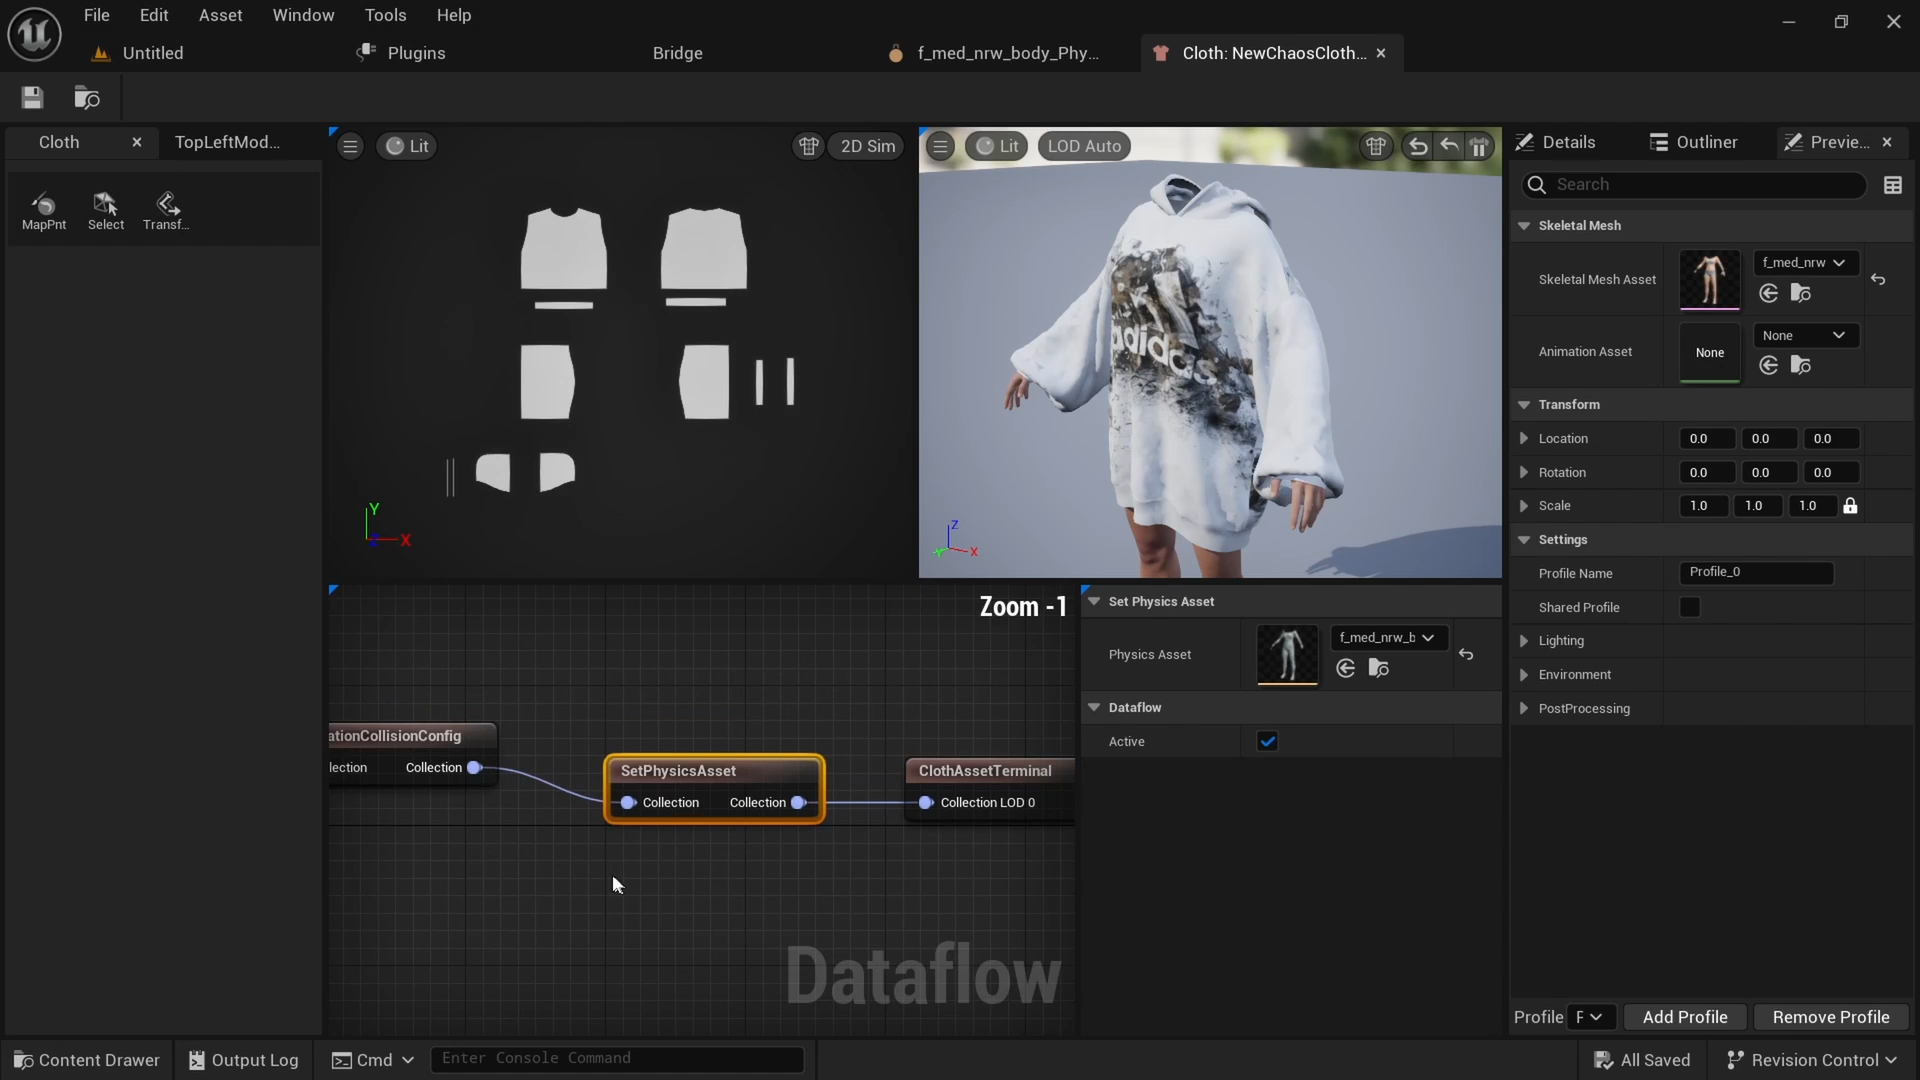 File
Edit
Asset
Window
Tools
Help
Untitled
Plugins
Bridge
f_med_nrw_body_Phy...
Cloth: NewChaosCloth...
Cloth
TopLeftMod...
MapPnt
Select
Transf...
Lit
2D Sim
Y
X
Lit
LOD Auto
adidas
Z
Y
X
Details
Outliner
Previe...
Search
Skeletal Mesh
Skeletal Mesh Asset
f_med_nrw
Animation Asset
None
None
Transform
Location
0.0
0.0
0.0
Rotation
0.0
0.0
0.0
Scale
1.0
1.0
1.0
Settings
Profile Name
Profile_0
Shared Profile
Lighting
Environment
PostProcessing
Zoom -1
ationCollisionConfig
llection
Collection
SetPhysicsAsset
Collection
Collection
ClothAssetTerminal
Collection LOD 0
Dataflow
Set Physics Asset
Physics Asset
f_med_nrw_b
Dataflow
Active
Profile
Add Profile
Remove Profile
Content Drawer
Output Log
Cmd
Enter Console Command
All Saved
Revision Control